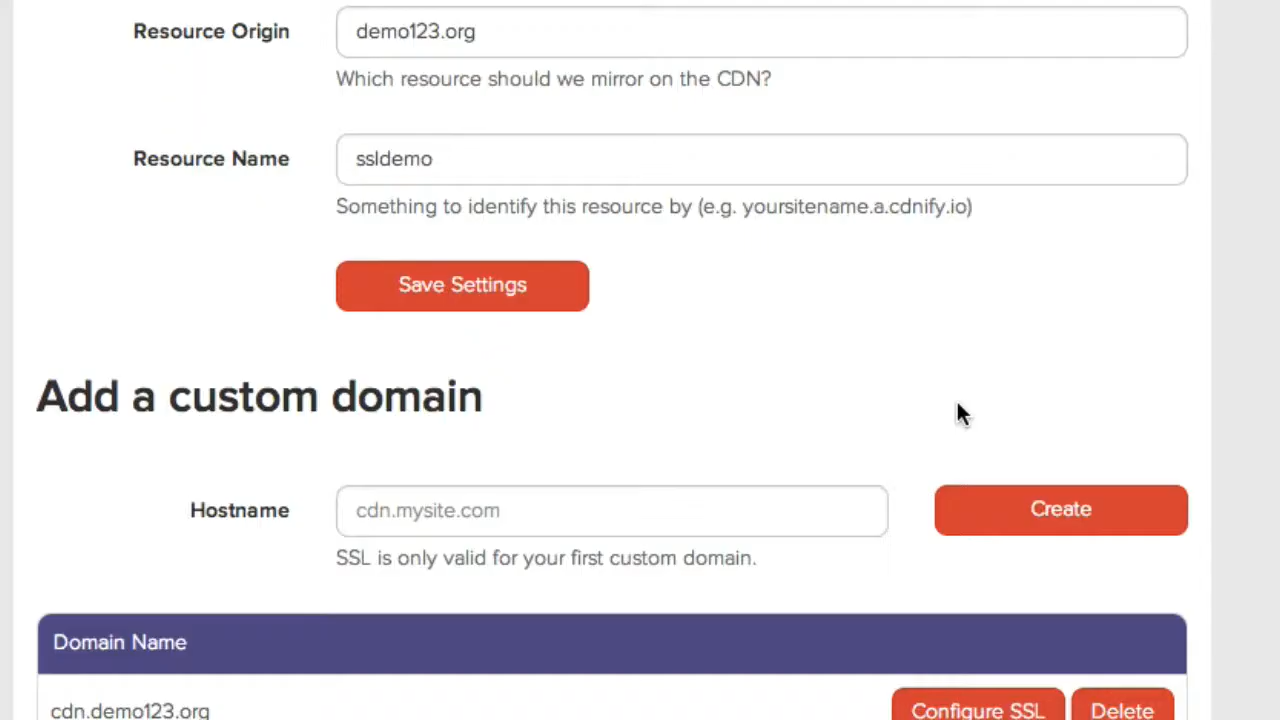 Resource Origin
demo123.org
Which resource should we mirror on the CDN?
Resource Name
ssldemo
Something to identify this resource by (e.g. yoursitename.a.cdnify.io)
Save Settings
Add a custom domain
Hostname
cdn.mysite.com
Create
SSL is only valid for your first custom domain.
Domain Name
cdn.demo123.org
Configure SSL
Delete